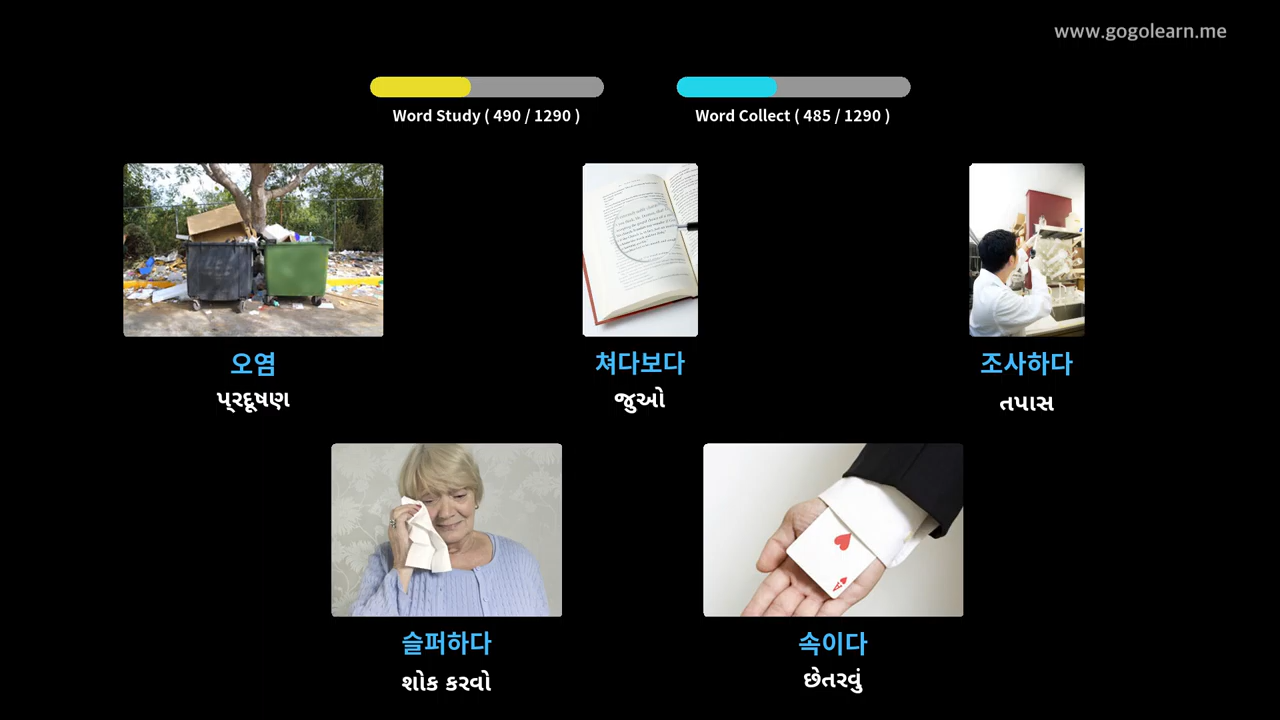 www.gogolearn.me
Word Study ( 490 / 1290 )
Word Collect ( 485 / 1290 )
오염
પ્રદૂષણ
쳐다보다
જુઓ
조사하다
તપાસ
슬퍼하다
શોક કરવો
속이다
છેતરવું